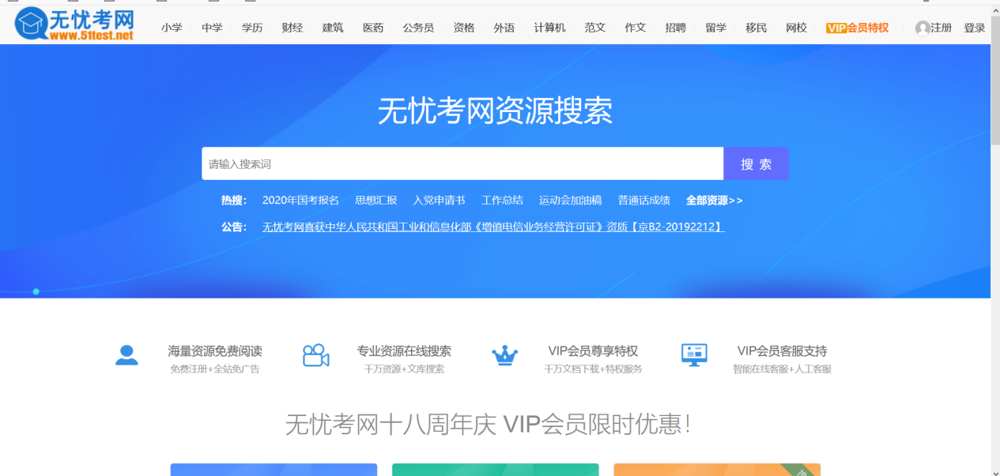 无忧考网
www.51test.net
小学 中学 学历 财经 建筑 医药 公务员 资格 外语 计算机 范文 作文 招聘 留学 移民 网校 VIP会员特权 注册 登录
无忧考网资源搜索
请输入搜索词 搜 索
热搜： 2020年国考报名 思想汇报 入党申请书 工作总结 运动会加油稿 普通话成绩 全部资源>>
公告： 无忧考网喜获中华人民共和国工业和信息化部《增值电信业务经营许可证》资质【京B2-20192212】
海量资源免费阅读 专业资源在线搜索 VIP会员尊享特权 VIP会员客服支持
免费注册+全站免广告 千万资源+文库搜索 千万文档下载+特权服务 智能在线客服+人工客服
无忧考网十八周年庆 VIP会员限时优惠！